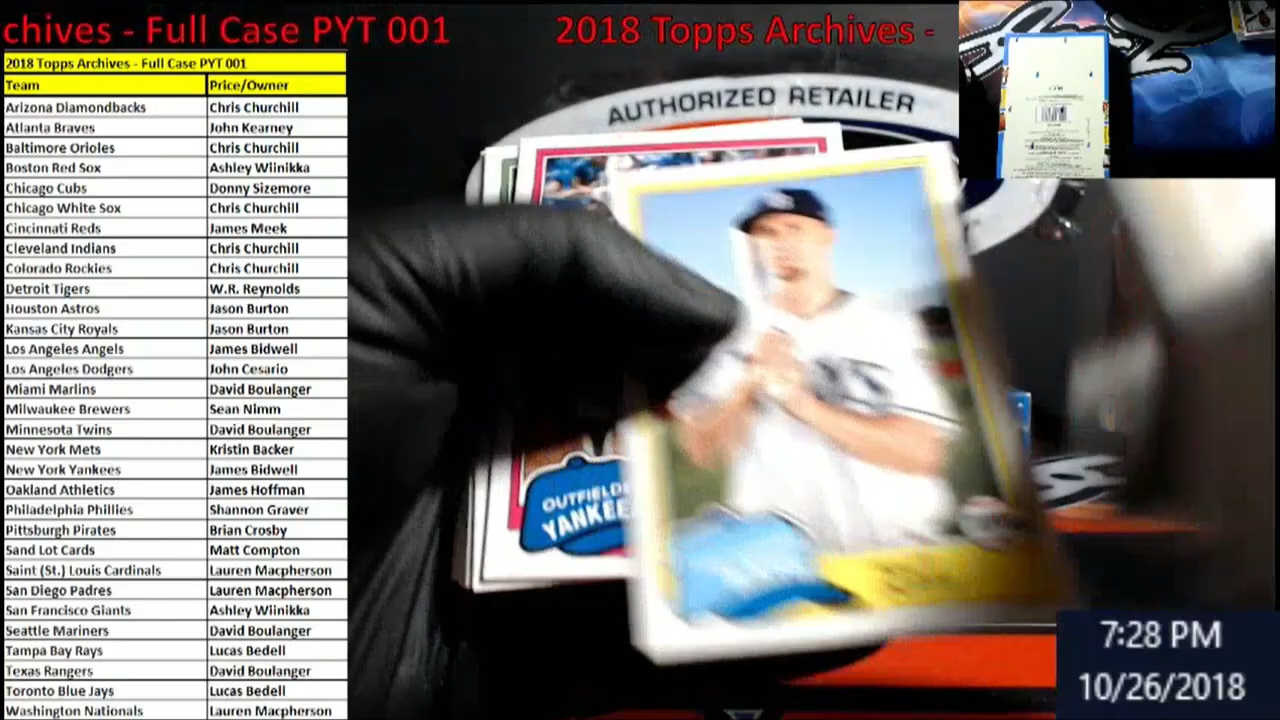 chives - Full Case PYT 001 2018 Topps Archives -
2018 Topps Archives - Full Case PYT 001
Team Price/Owner
Arizona Diamondbacks Chris Churchill
Atlanta Braves John Kearney
Baltimore Orioles Chris Churchill
Boston Red Sox Ashley Wiinikka
Chicago Cubs Donny Sizemore
Chicago White Sox Chris Churchill
Cincinnati Reds James Meek
Cleveland Indians Chris Churchill
Colorado Rockies Chris Churchill
Detroit Tigers W.R. Reynolds
Houston Astros Jason Burton
Kansas City Royals Jason Burton
Los Angeles Angels James Bidwell
Los Angeles Dodgers John Cesario
Miami Marlins David Boulanger
Milwaukee Brewers Sean Nimm
Minnesota Twins David Boulanger
New York Mets Kristin Backer
New York Yankees James Bidwell
Oakland Athletics James Hoffman
Philadelphia Phillies Shannon Graver
Pittsburgh Pirates Brian Crosby
Sand Lot Cards Matt Compton
Saint (St.) Louis Cardinals Lauren Macpherson
San Diego Padres Lauren Macpherson
San Francisco Giants Ashley Wiinikka
Seattle Mariners David Boulanger
Tampa Bay Rays Lucas Bedell
Texas Rangers David Boulanger
Toronto Blue Jays Lucas Bedell
Washington Nationals Lauren Macpherson
AUTHORIZED RETAILER
OUTFIELD
YANKEE
7:28 PM
10/26/2018